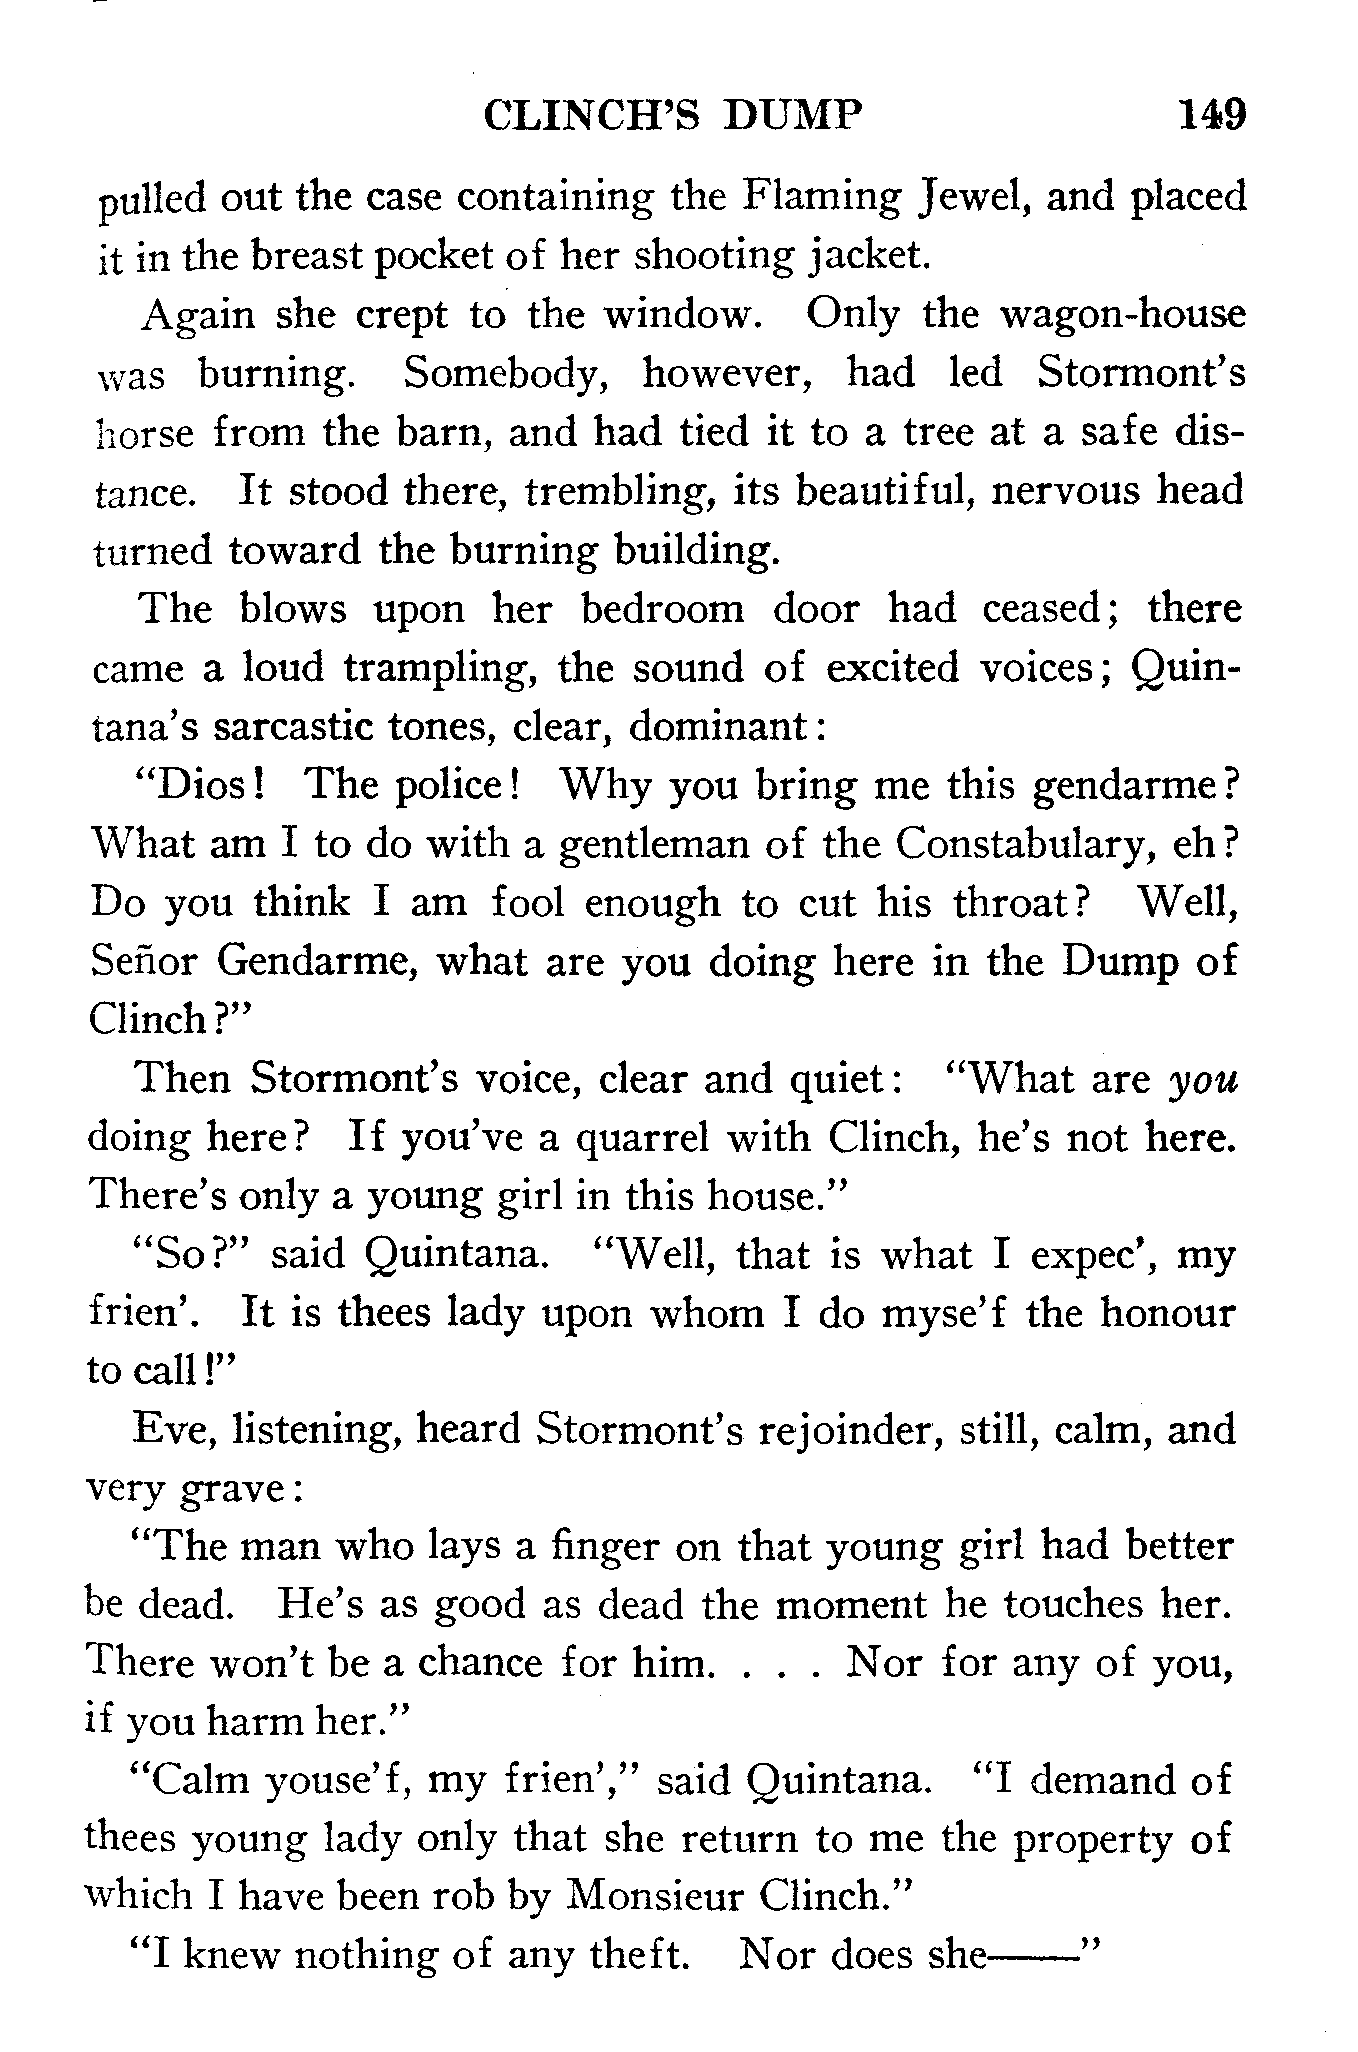 CLINCH'S DUMP 149
pulled out the case containing the Flaming Jewel, and placed
it in the breast pocket of her shooting jacket.
Again she crept to the window. Only the wagon-house
was burning. Somebody, however, had led Stormont's
horse from the barn, and had tied it to a tree at a safe dis-
tance. It stood there, trembling, its beautiful, nervous head
turned toward the burning building.
The blows upon her bedroom door had ceased; there
came a loud trampling, the sound of excited voices; Quin-
tana's sarcastic tones, clear, dominant:
"Dios! The police! Why you bring me this gendarme?
What am I to do with a gentleman of the Constabulary, eh?
Do you think I am fool enough to cut his throat? Well,
Señor Gendarme, what are you doing here in the Dump of
Clinch?"
Then Stormont's voice, clear and quiet: "What are you
doing here? If you've a quarrel with Clinch, he's not here.
There's only a young girl in this house."
"So?" said Quintana. "Well, that is what I expec', my
frien'. It is thees lady upon whom I do myse'f the honour
to call!"
Eve, listening, heard Stormont's rejoinder, still, calm, and
very grave:
"The man who lays a finger on that young girl had better
be dead. He's as good as dead the moment he touches her.
There won't be a chance for him. . . . Nor for any of you,
if you harm her."
"Calm youse'f, my frien'," said Quintana. "I demand of
thees young lady only that she return to me the property of
which I have been rob by Monsieur Clinch."
"I knew nothing of any theft. Nor does she——"